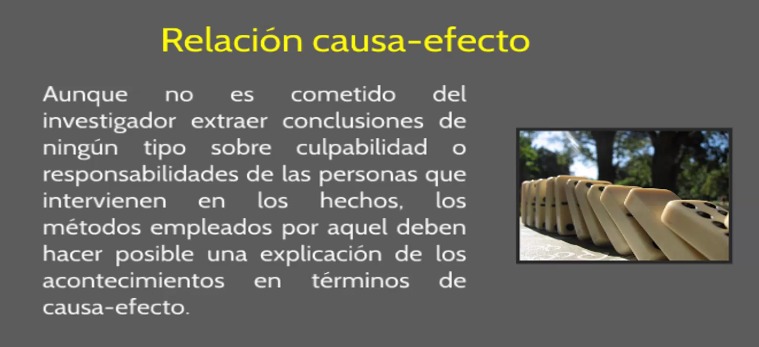 Relación causa-efecto
Aunque no es cometido del
investigador extraer conclusiones de
ningún tipo sobre culpabilidad o
responsabilidades de las personas que
intervienen en los hechos, los
métodos empleados por aquel deben
hacer posible una explicación de los
acontecimientos en términos de
causa-efecto.